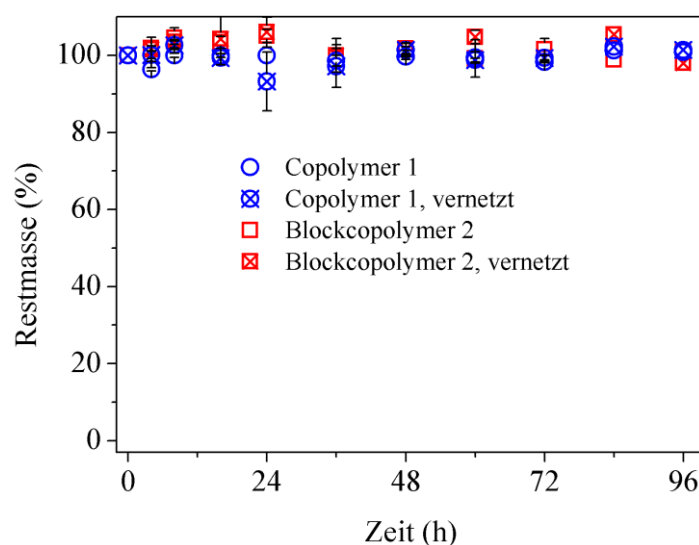 100
80
60
40
20
0
Restmasse (%)
Copolymer 1
Copolymer 1, vernetzt
Blockcopolymer 2
Blockcopolymer 2, vernetzt
0 24 48 72 96
Zeit (h)